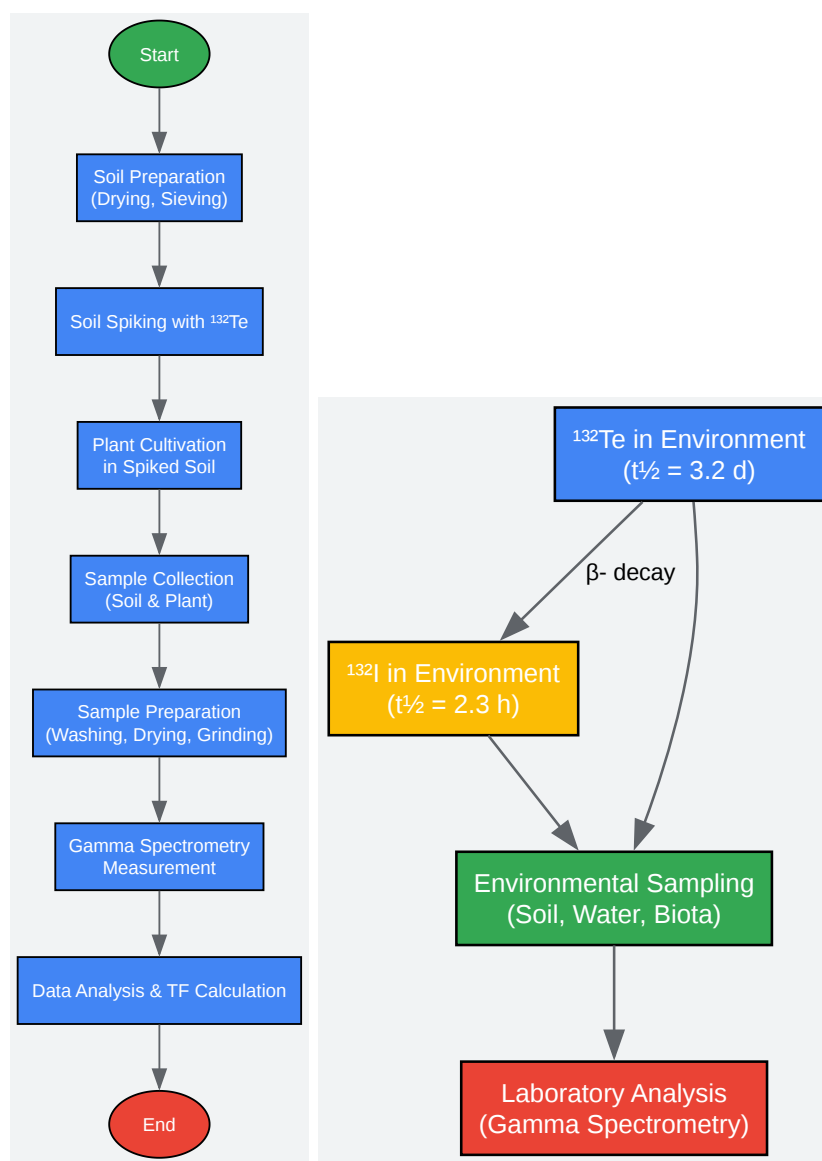 Start
Soil Preparation
(Drying, Sieving)
Soil Spiking with ¹³²Te
Plant Cultivation
in Spiked Soil
Sample Collection
(Soil & Plant)
Sample Preparation
(Washing, Drying, Grinding)
Gamma Spectrometry
Measurement
Data Analysis & TF Calculation
End
¹³²Te in Environment
(t½ = 3.2 d)
β- decay
¹³²I in Environment
(t½ = 2.3 h)
Environmental Sampling
(Soil, Water, Biota)
Laboratory Analysis
(Gamma Spectrometry)